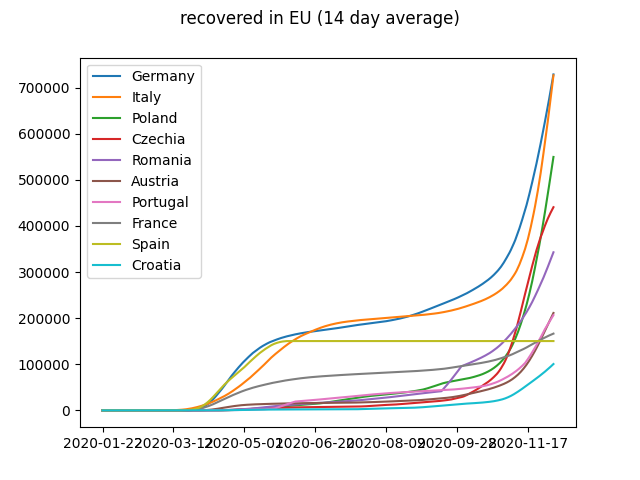 recovered in EU (14 day average)
Germany
Italy
Poland
Czechia
Romania
Austria
Portugal
France
Spain
Croatia
700000
600000
500000
400000
300000
200000
100000
0
2020-01-22 2020-03-12 2020-05-01 2020-06-20 2020-08-09 2020-09-28 2020-11-17